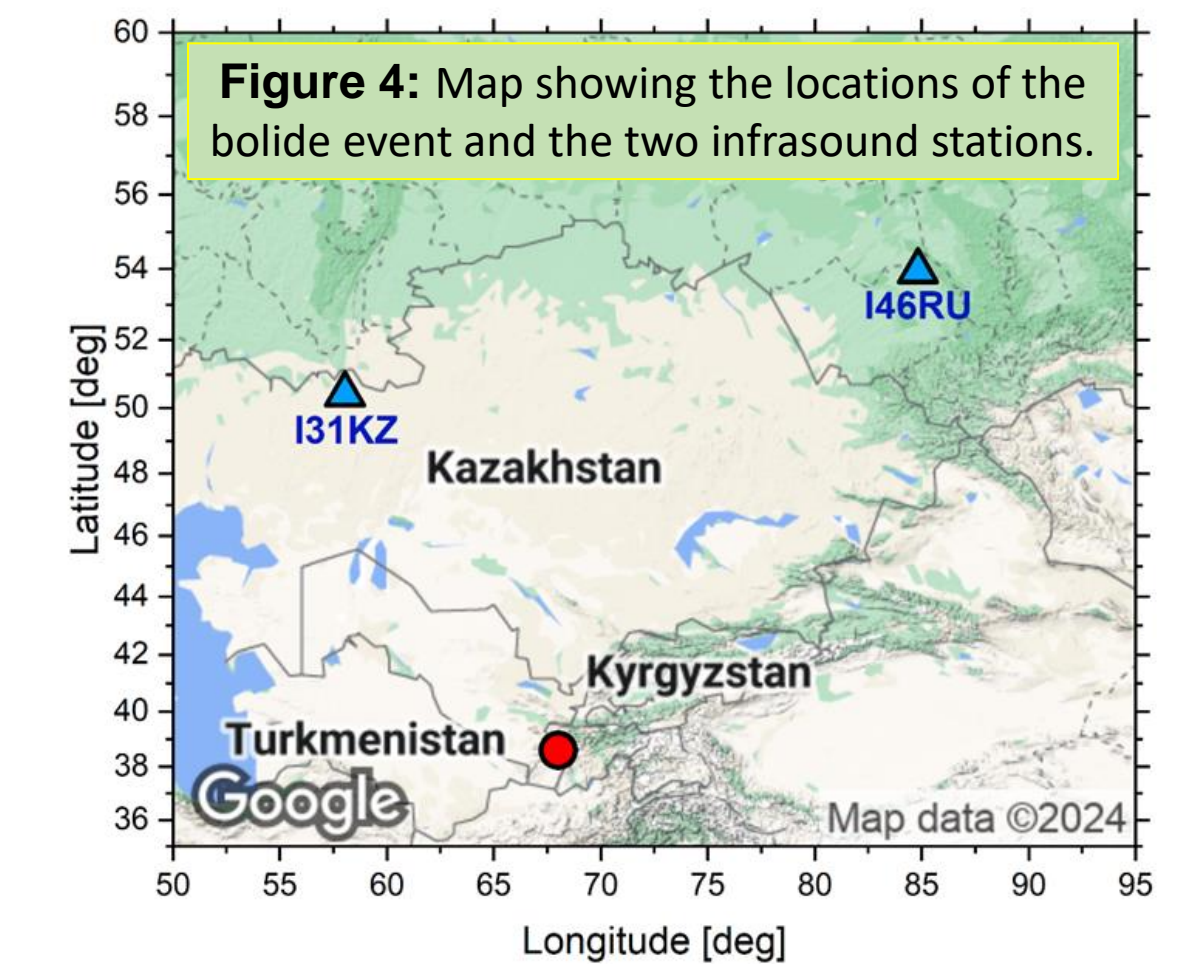 Figure 4: Map showing the locations of the
bolide event and the two infrasound stations.
60
58
56
54
52
50
48
46
44
42
40
38
36
Latitude [deg]
I46RU
I31KZ
Kazakhstan
Kyrgyzstan
Turkmenistan
Google
Map data ©2024
50 55 60 65 70 75 80 85 90 95
Longitude [deg]